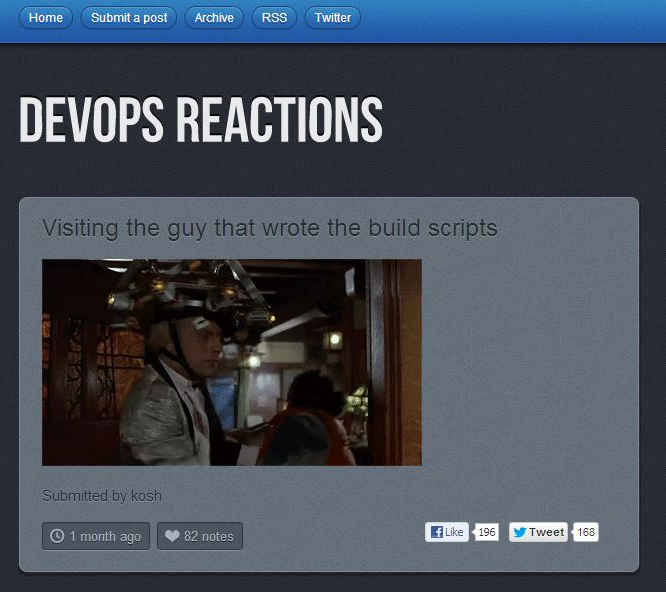 Home Submit a post Archive RSS Twitter
DEVOPS REACTIONS
Visiting the guy that wrote the build scripts
Submitted by kosh
1 month ago 82 notes Like 196 Tweet 168